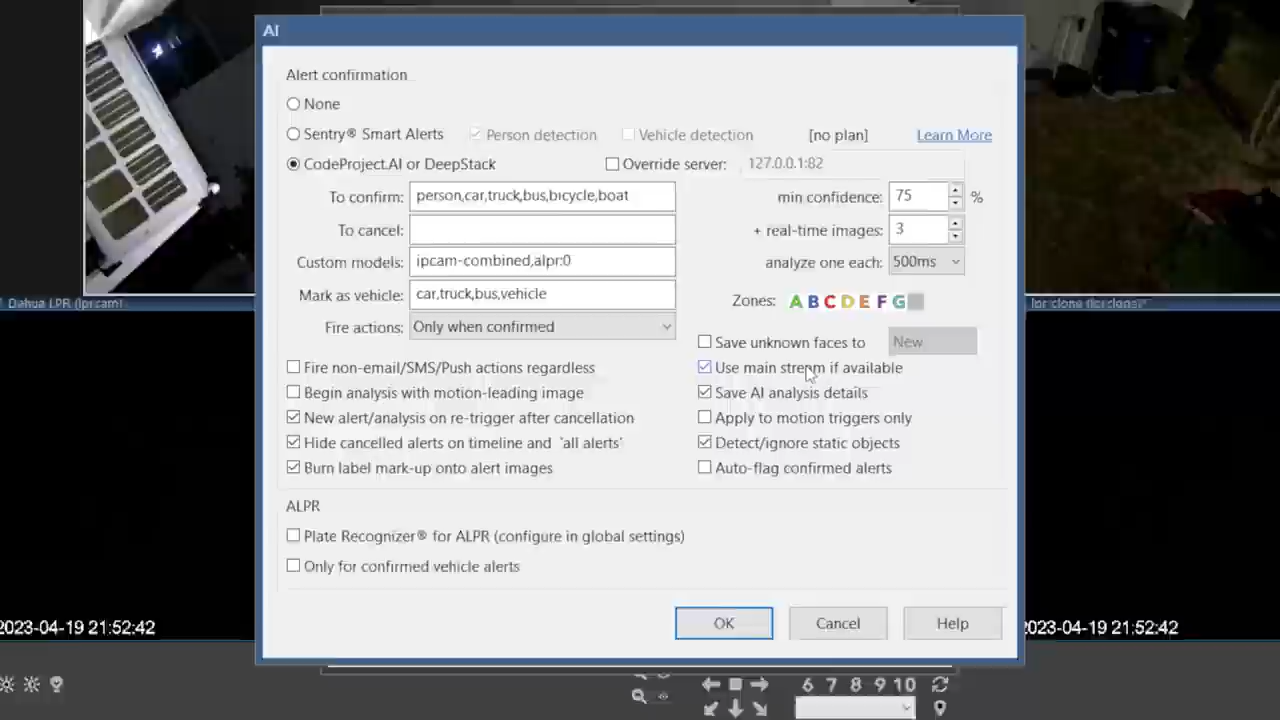 AI
Alert confirmation
None
Sentry® Smart Alerts Person detection Vehicle detection [no plan] Learn More
CodeProject.AI or DeepStack Override server: 127.0.0.1:82
To confirm: person,car,truck,bus,bicycle,boat min confidence: 75 %
To cancel: + real-time images: 3
Custom models: ipcam-combined,alpr:0 analyze one each: 500ms
Mark as vehicle: car,truck,bus,vehicle Zones: A B C D E F G
Fire actions: Only when confirmed
Save unknown faces to New
Fire non-email/SMS/Push actions regardless Use main stream if available
Begin analysis with motion-leading image Save AI analysis details
New alert/analysis on re-trigger after cancellation Apply to motion triggers only
Hide cancelled alerts on timeline and 'all alerts' Detect/ignore static objects
Burn label mark-up onto alert images Auto-flag confirmed alerts
ALPR
Plate Recognizer® for ALPR (configure in global settings)
Only for confirmed vehicle alerts
OK Cancel Help
Dahua LPR (lprcam)
2023-04-19 21:52:42
2023-04-19 21:52:42
6 7 8 9 10